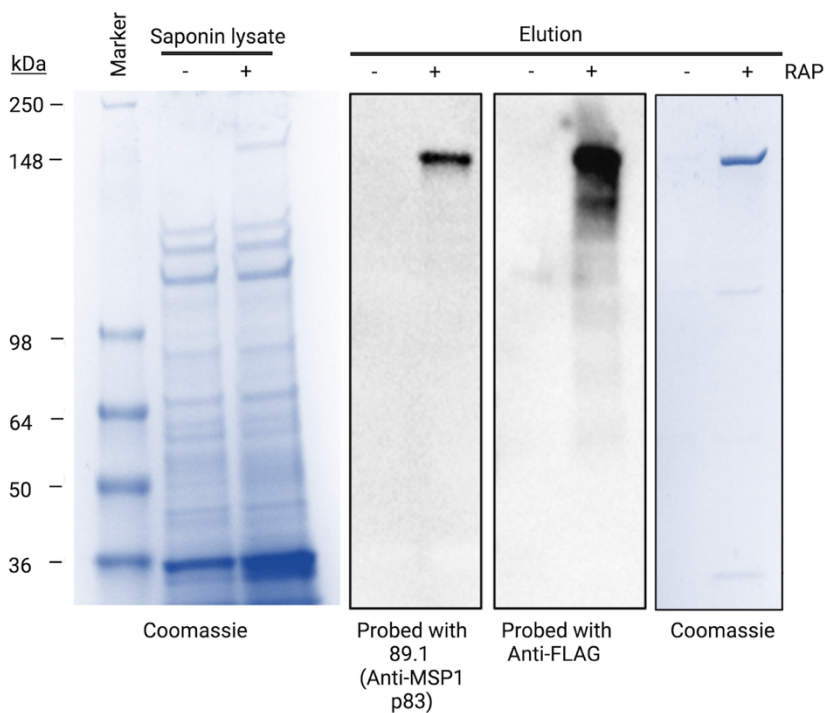 Marker
Saponin lysate
Elution
kDa
- + - + - + - + RAP
250
148
98
64
50
36
Coomassie
Probed with
89.1
(Anti-MSP1
p83)
Probed with
Anti-FLAG
Coomassie